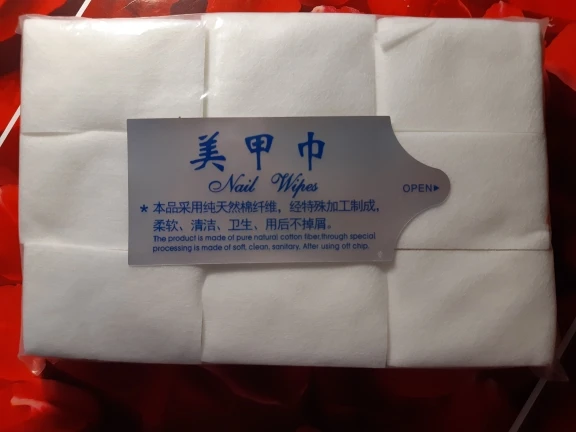 美甲巾
Nail Wipes
OPEN▶
* 本品采用纯天然棉纤维，经特殊加工制成，
柔软、清洁、卫生、用后不掉屑。
The product is made of pure natural cotton fiber,through special
processing is made of soft, clean, sanitary. After using off chip.